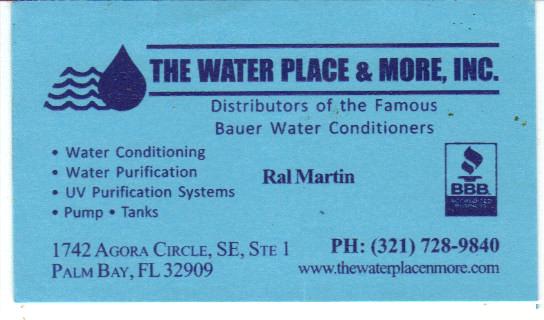 THE WATER PLACE & MORE, INC.
Distributors of the Famous
Bauer Water Conditioners
• Water Conditioning
• Water Purification
• UV Purification Systems
• Pump • Tanks
Ral Martin
BBB
ACCREDITED
BUSINESS
1742 AGORA CIRCLE, SE, STE 1
PALM BAY, FL 32909
PH: (321) 728-9840
www.thewaterplacenmore.com